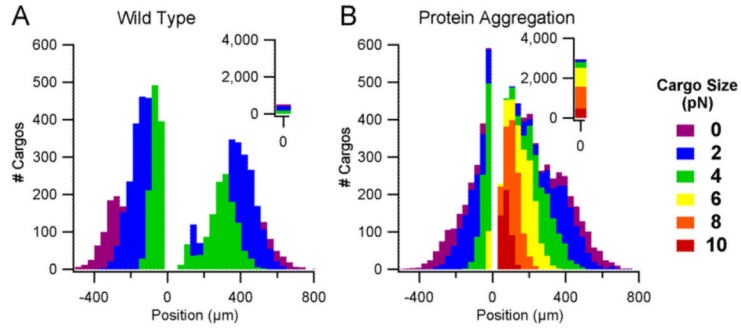 A Wild Type
600
500
400
300
200
100
0
# Cargos
-400 0 400 800
Position (µm)
4,000
2,000
0
0
B Protein Aggregation
600
500
400
300
200
100
0
# Cargos
-400 0 400 800
Position (µm)
4,000
2,000
0
0
Cargo Size
(pN)
0
2
4
6
8
10